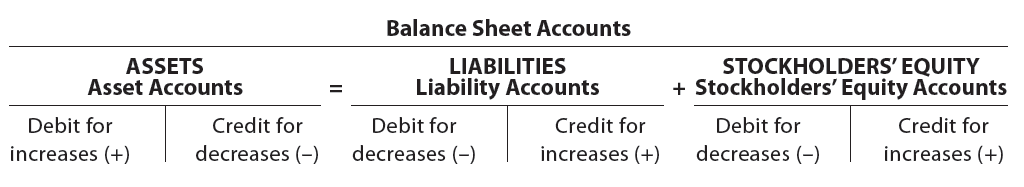 Balance Sheet Accounts
ASSETS
Asset Accounts
=
LIABILITIES
Liability Accounts
+
STOCKHOLDERS’ EQUITY
Stockholders’ Equity Accounts
Debit for
increases (+)
Credit for
decreases (–)
Debit for
decreases (–)
Credit for
increases (+)
Debit for
decreases (–)
Credit for
increases (+)